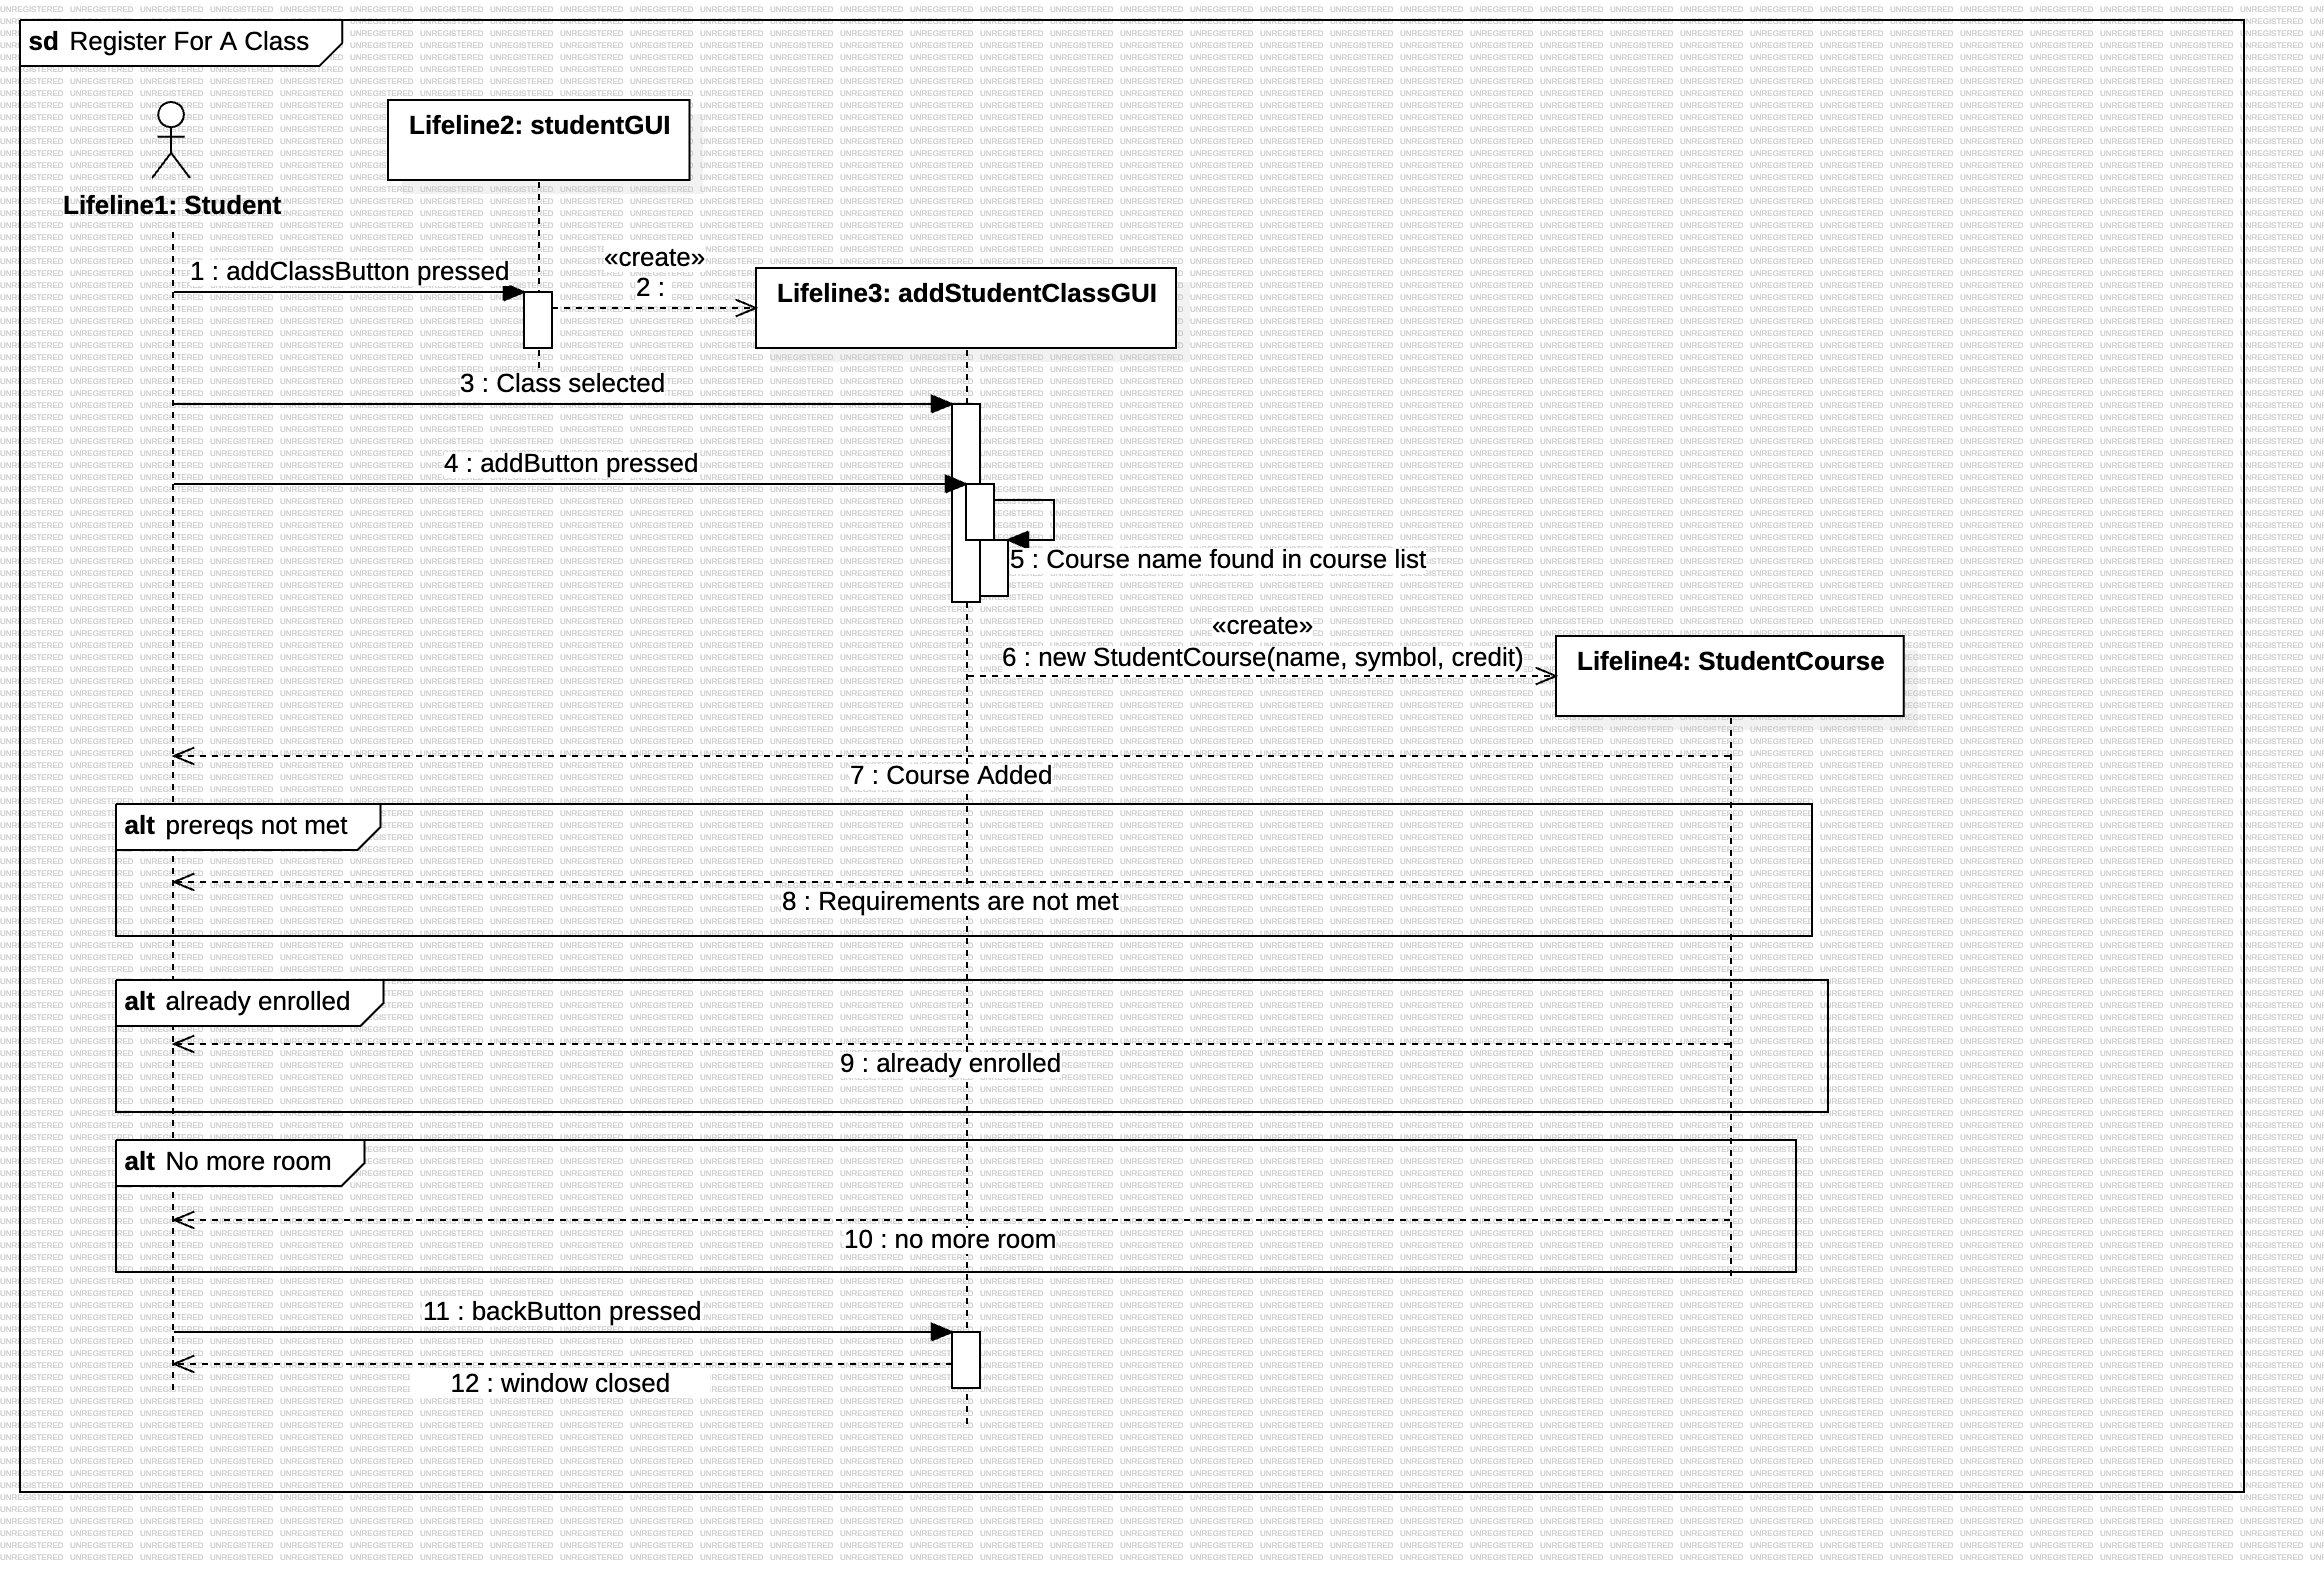 sd Register For A Class
Lifeline2: studentGUI
Lifeline1: Student
«create»
1 : addClassButton pressed
2 :
Lifeline3: addStudentClassGUI
3 : Class selected
4 : addButton pressed
5 : Course name found in course list
«create»
6 : new StudentCourse(name, symbol, credit)
Lifeline4: StudentCourse
7 : Course Added
alt prereqs not met
8 : Requirements are not met
alt already enrolled
9 : already enrolled
alt No more room
10 : no more room
11 : backButton pressed
12 : window closed
UNREGISTERED